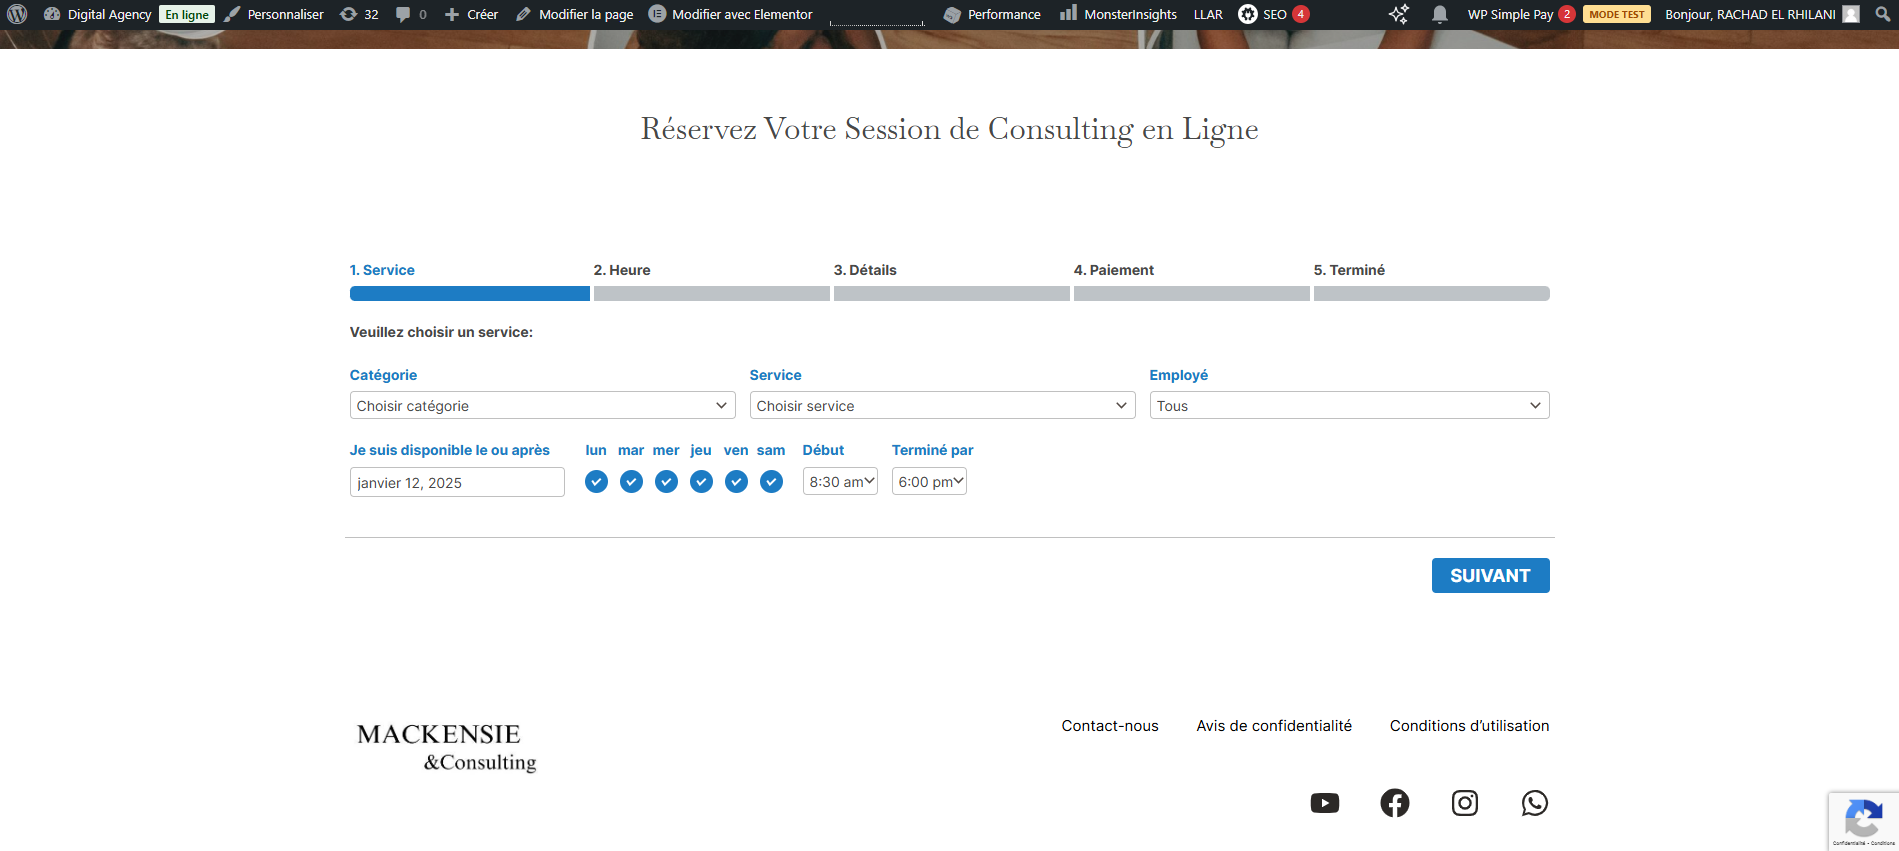 Digital Agency En ligne Personnaliser 32 0 Créer Modifier la page Modifier avec Elementor Performance MonsterInsights LLAR SEO 4 WP Simple Pay 2 MODE TEST Bonjour, RACHAD EL RHILANI
Réservez Votre Session de Consulting en Ligne
1. Service 2. Heure 3. Détails 4. Paiement 5. Terminé
Veuillez choisir un service:
Catégorie Service Employé
Choisir catégorie Choisir service Tous
Je suis disponible le ou après lun mar mer jeu ven sam Début Terminé par
janvier 12, 2025 8:30 am 6:00 pm
SUIVANT
Contact-nous Avis de confidentialité Conditions d’utilisation
MACKENSIE
&Consulting
Confidentialité - Conditions